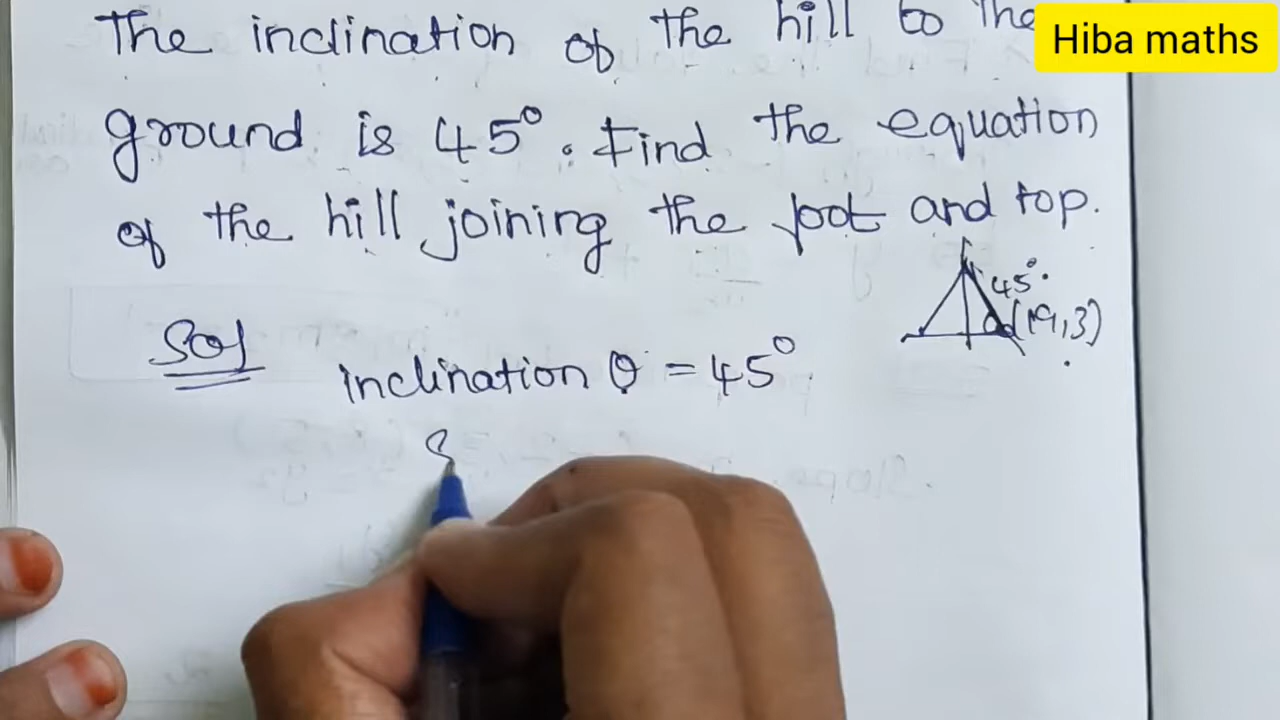 The inclination of the hill to the
Hiba maths
ground is 45°. Find the equation
of the hill joining the foot and top.
45°.
(19,3)
Sol
inclination θ = 45°
S